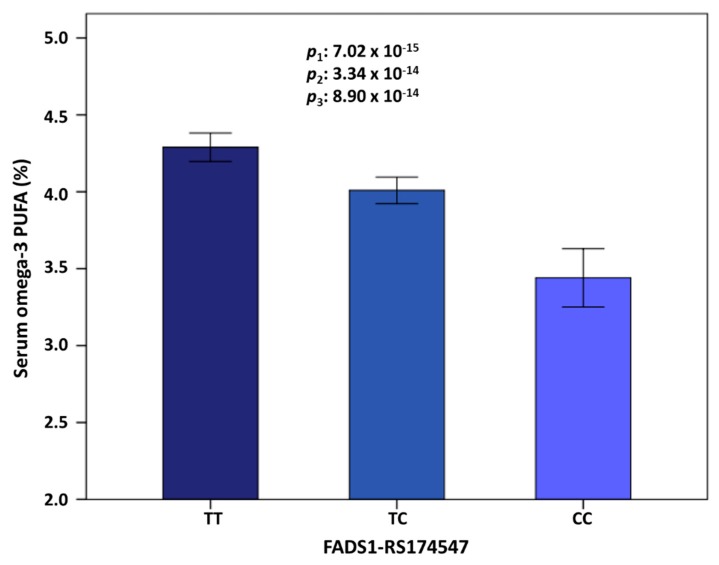 p₁: 7.02 x 10⁻¹⁵
p₂: 3.34 x 10⁻¹⁴
p₃: 8.90 x 10⁻¹⁴
Serum omega-3 PUFA (%)
5.0
4.5
4.0
3.5
3.0
2.5
2.0
TT TC CC
FADS1-RS174547